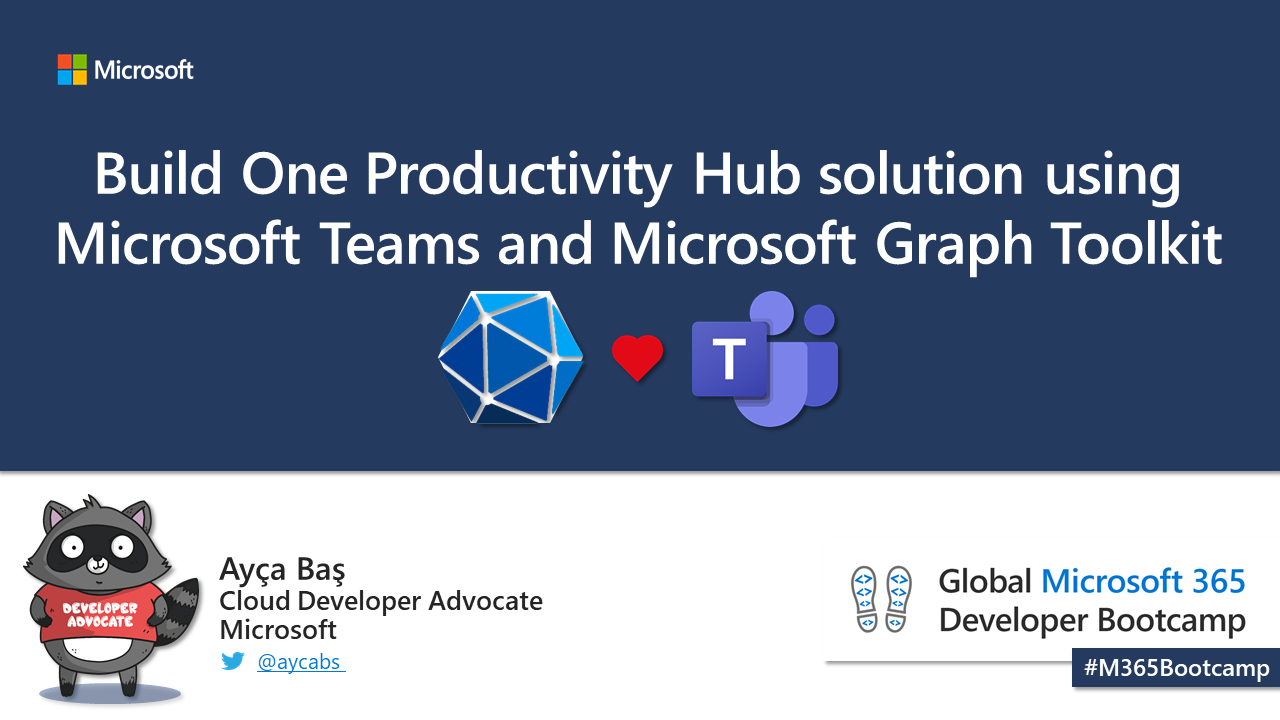 Microsoft
Build One Productivity Hub solution using
Microsoft Teams and Microsoft Graph Toolkit
T
DEVELOPER
ADVOCATE
Ayça Baş
Cloud Developer Advocate
Microsoft
@aycabs
Global Microsoft 365
Developer Bootcamp
#M365Bootcamp